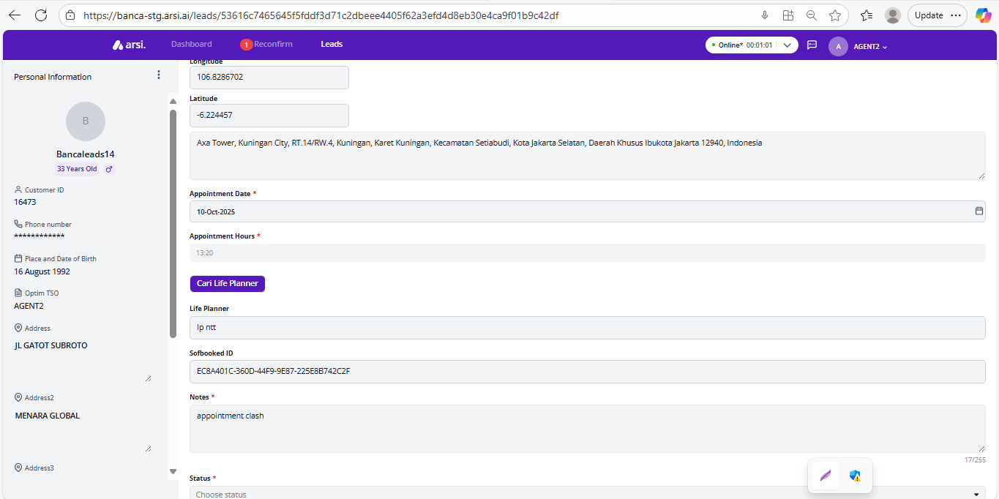 https://banca-stg.arsi.ai/leads/53616c7465645f5fddf3d71c2dbeee4405f62a3efd4d8eb30e4ca9f01b9c42df
Update
arsi.
Dashboard
1 Reconfirm
Leads
Online* 00:01:01
A
AGENT2
Personal Information
B
Bancaleads14
33 Years Old
Customer ID
16473
Phone number
************
Place and Date of Birth
16 August 1992
Optim TSO
AGENT2
Address
JL GATOT SUBROTO
Address2
MENARA GLOBAL
Address3
Longitude
106.8286702
Latitude
-6.224457
Axa Tower, Kuningan City, RT.14/RW.4, Kuningan, Karet Kuningan, Kecamatan Setiabudi, Kota Jakarta Selatan, Daerah Khusus Ibukota Jakarta 12940, Indonesia
Appointment Date *
10-Oct-2025
Appointment Hours *
13:20
Cari Life Planner
Life Planner
lp ntt
Sofbooked ID
EC8A401C-360D-44F9-9E87-225E8B742C2F
Notes *
appointment clash
17/255
Status *
Choose status